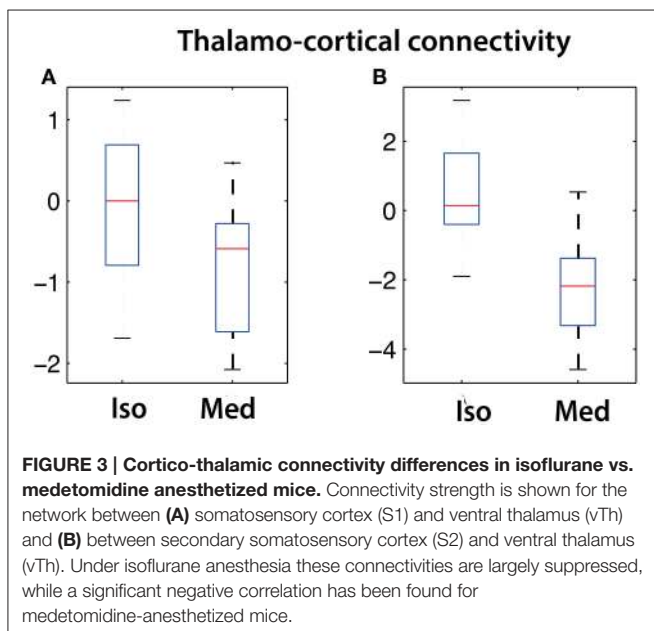 Thalamo-cortical connectivity
A
B
1
0
−1
−2
Iso
Med
2
0
−2
−4
Iso
Med
FIGURE 3 | Cortico-thalamic connectivity differences in isoflurane vs.
medetomidine anesthetized mice. Connectivity strength is shown for the
network between (A) somatosensory cortex (S1) and ventral thalamus (vTh)
and (B) between secondary somatosensory cortex (S2) and ventral thalamus
(vTh). Under isoflurane anesthesia these connectivities are largely suppressed,
while a significant negative correlation has been found for
medetomidine-anesthetized mice.